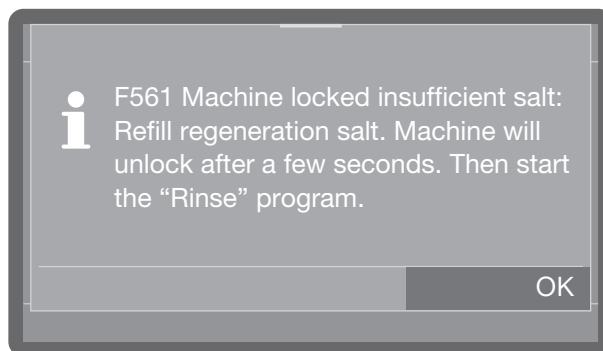 F561 Machine locked insufficient salt:
Refill regeneration salt. Machine will
unlock after a few seconds. Then start
the “Rinse” program.
OK